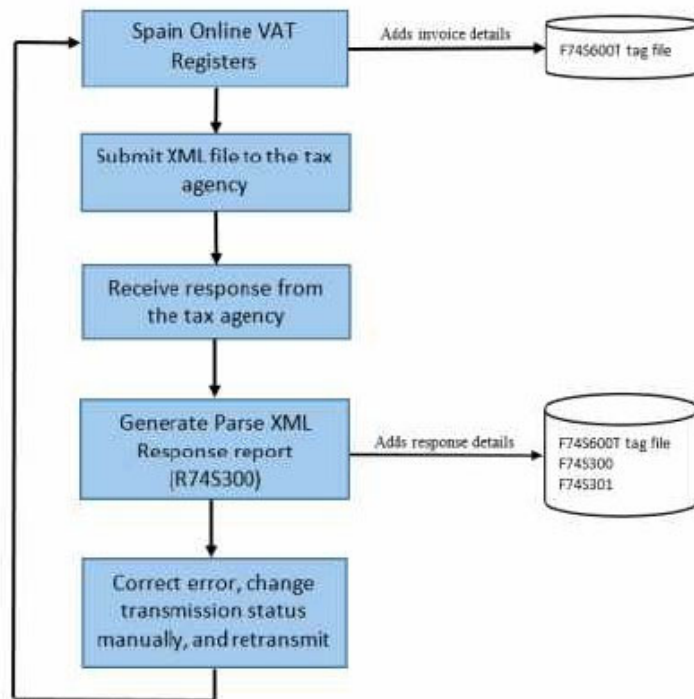 Spain Online VAT
Registers
Adds invoice details
F74S600T tag file
Submit XML file to the tax
agency
Receive response from
the tax agency
Generate Parse XML
Response report
(R74S300)
Adds response details
F74S600T tag file
F74S300
F74S301
Correct error, change
transmission status
manually, and retransmit